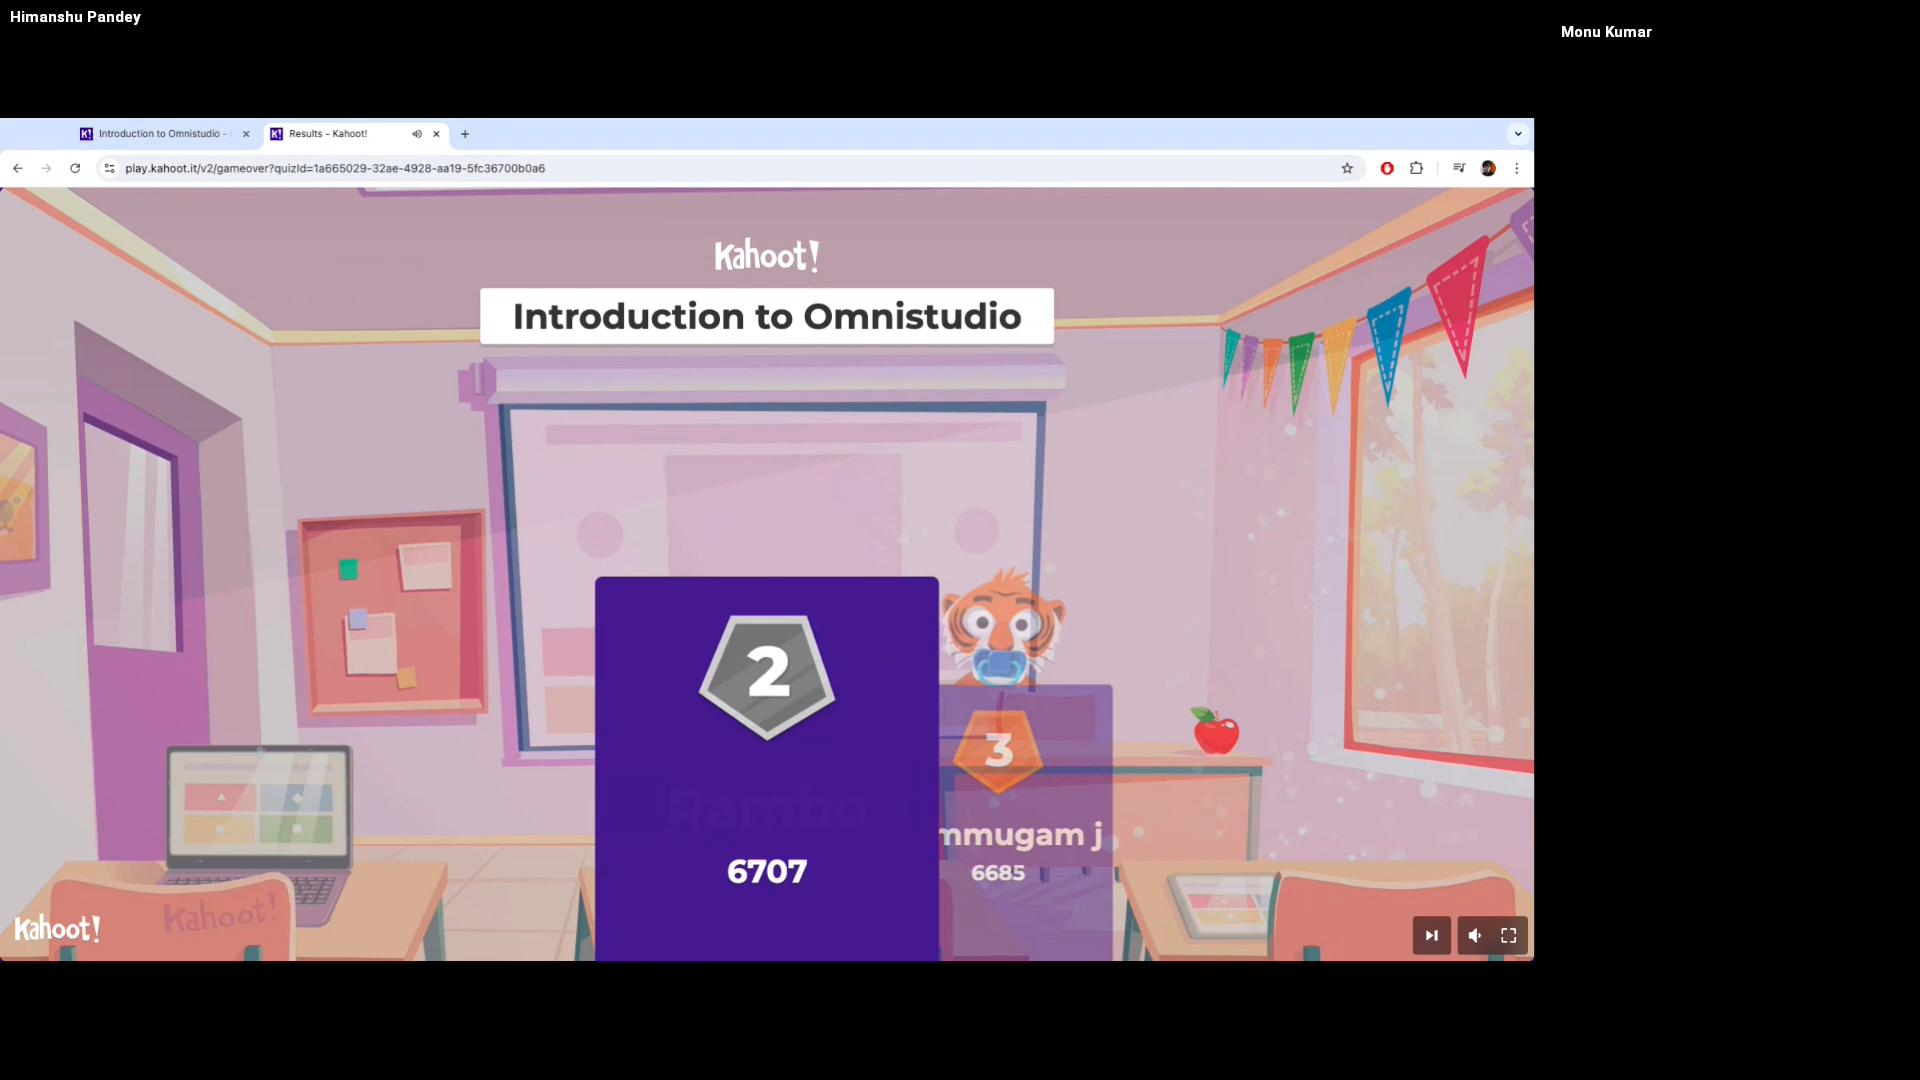 Himanshu Pandey
Monu Kumar
Introduction to Omnistudio -
Results - Kahoot!
play.kahoot.it/v2/gameover?quizId=1a665029-32ae-4928-aa19-5fc36700b0a6
Kahoot!
Introduction to Omnistudio
2
Rambo
6707
3
mmugam j
6685
Kahoot!
Kahoot!